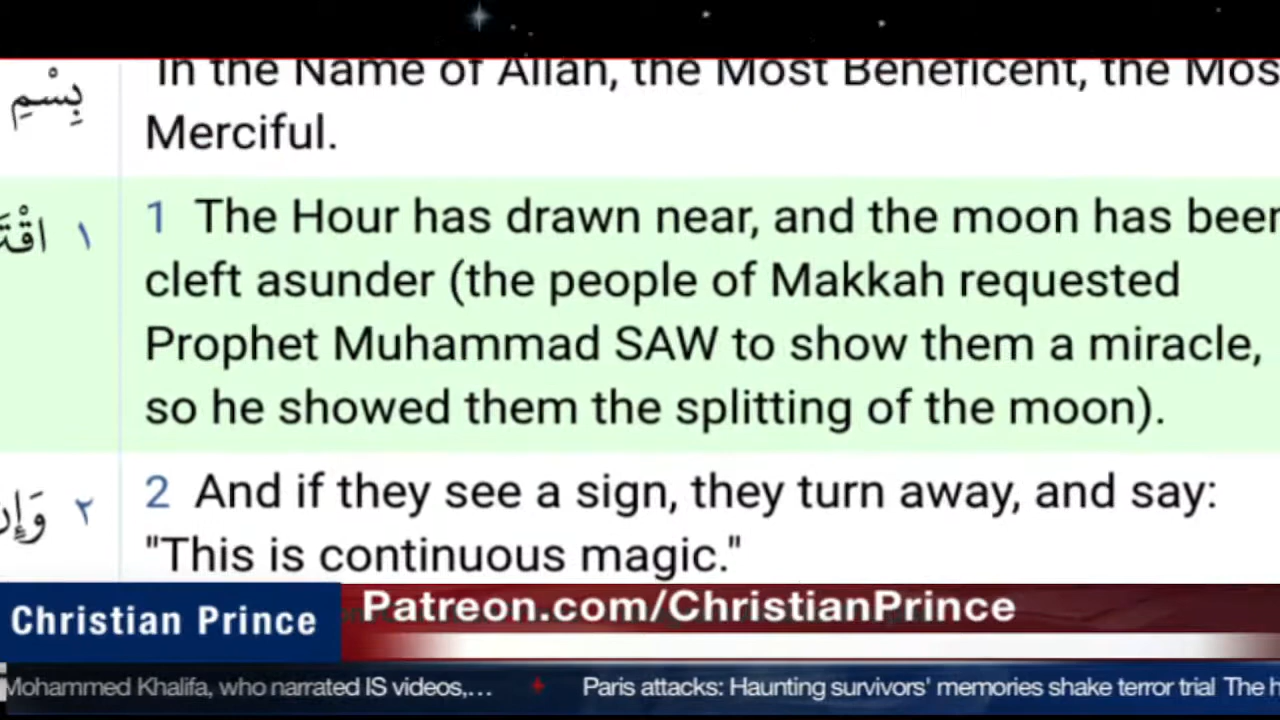 In the Name of Allah, the Most Beneficent, the Mos
بِسْمِ
Merciful.
1 The Hour has drawn near, and the moon has been
١ اقْتَ
cleft asunder (the people of Makkah requested
Prophet Muhammad SAW to show them a miracle,
so he showed them the splitting of the moon).
2 And if they see a sign, they turn away, and say:
٢ وَإِن
"This is continuous magic."
Christian Prince
Patreon.com/ChristianPrince
Mohammed Khalifa, who narrated IS videos,...
Paris attacks: Haunting survivors' memories shake terror trial The h